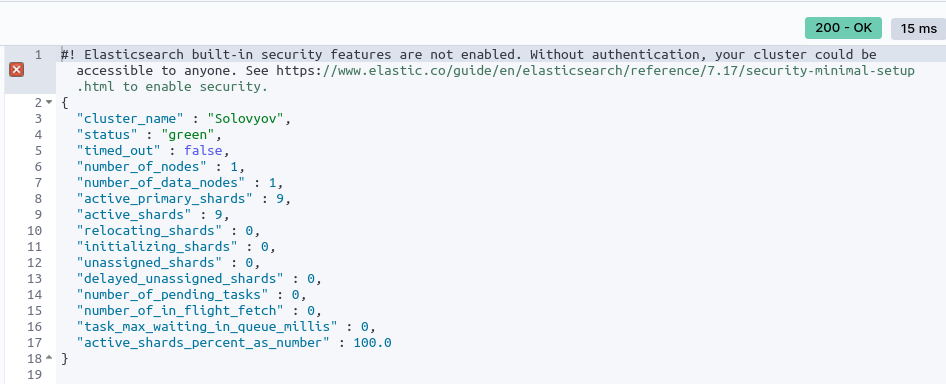 200 - OK 15 ms
1 #! Elasticsearch built-in security features are not enabled. Without authentication, your cluster could be
accessible to anyone. See https://www.elastic.co/guide/en/elasticsearch/reference/7.17/security-minimal-setup
.html to enable security.
2 {
3 "cluster_name" : "Solovyov",
4 "status" : "green",
5 "timed_out" : false,
6 "number_of_nodes" : 1,
7 "number_of_data_nodes" : 1,
8 "active_primary_shards" : 9,
9 "active_shards" : 9,
10 "relocating_shards" : 0,
11 "initializing_shards" : 0,
12 "unassigned_shards" : 0,
13 "delayed_unassigned_shards" : 0,
14 "number_of_pending_tasks" : 0,
15 "number_of_in_flight_fetch" : 0,
16 "task_max_waiting_in_queue_millis" : 0,
17 "active_shards_percent_as_number" : 100.0
18 }
19